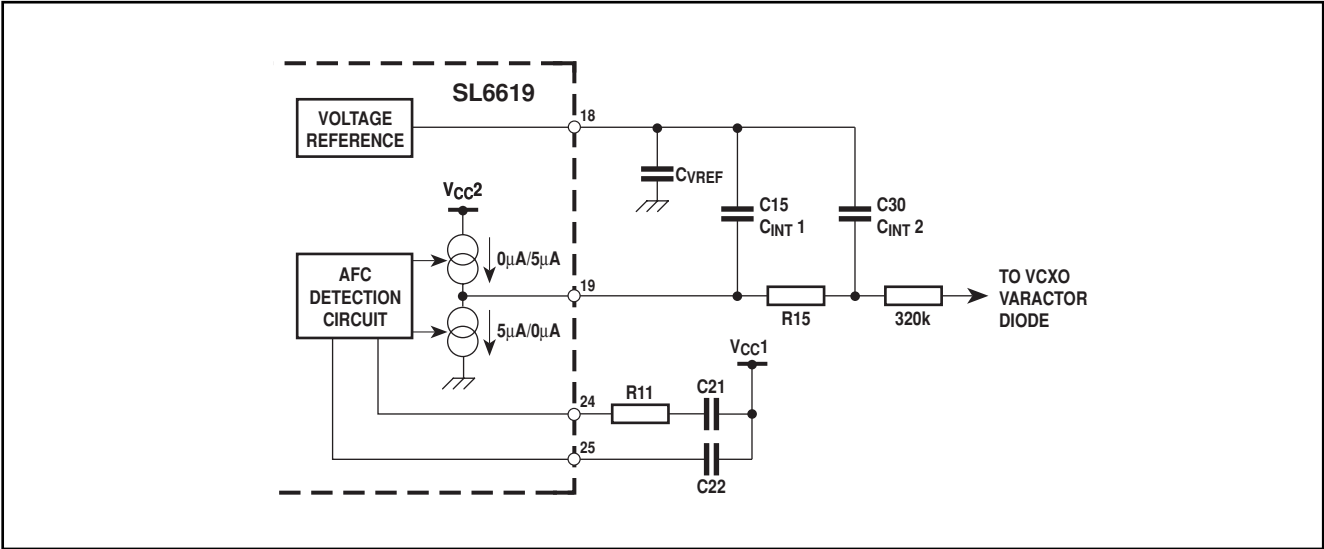 SL6619
VOLTAGE
REFERENCE
18
CVREF
C15
CINT 1
C30
CINT 2
VCC2
0µA/5µA
AFC
DETECTION
CIRCUIT
19
5µA/0µA
R15
320k
TO VCXO
VARACTOR
DIODE
VCC1
24
R11
C21
25
C22